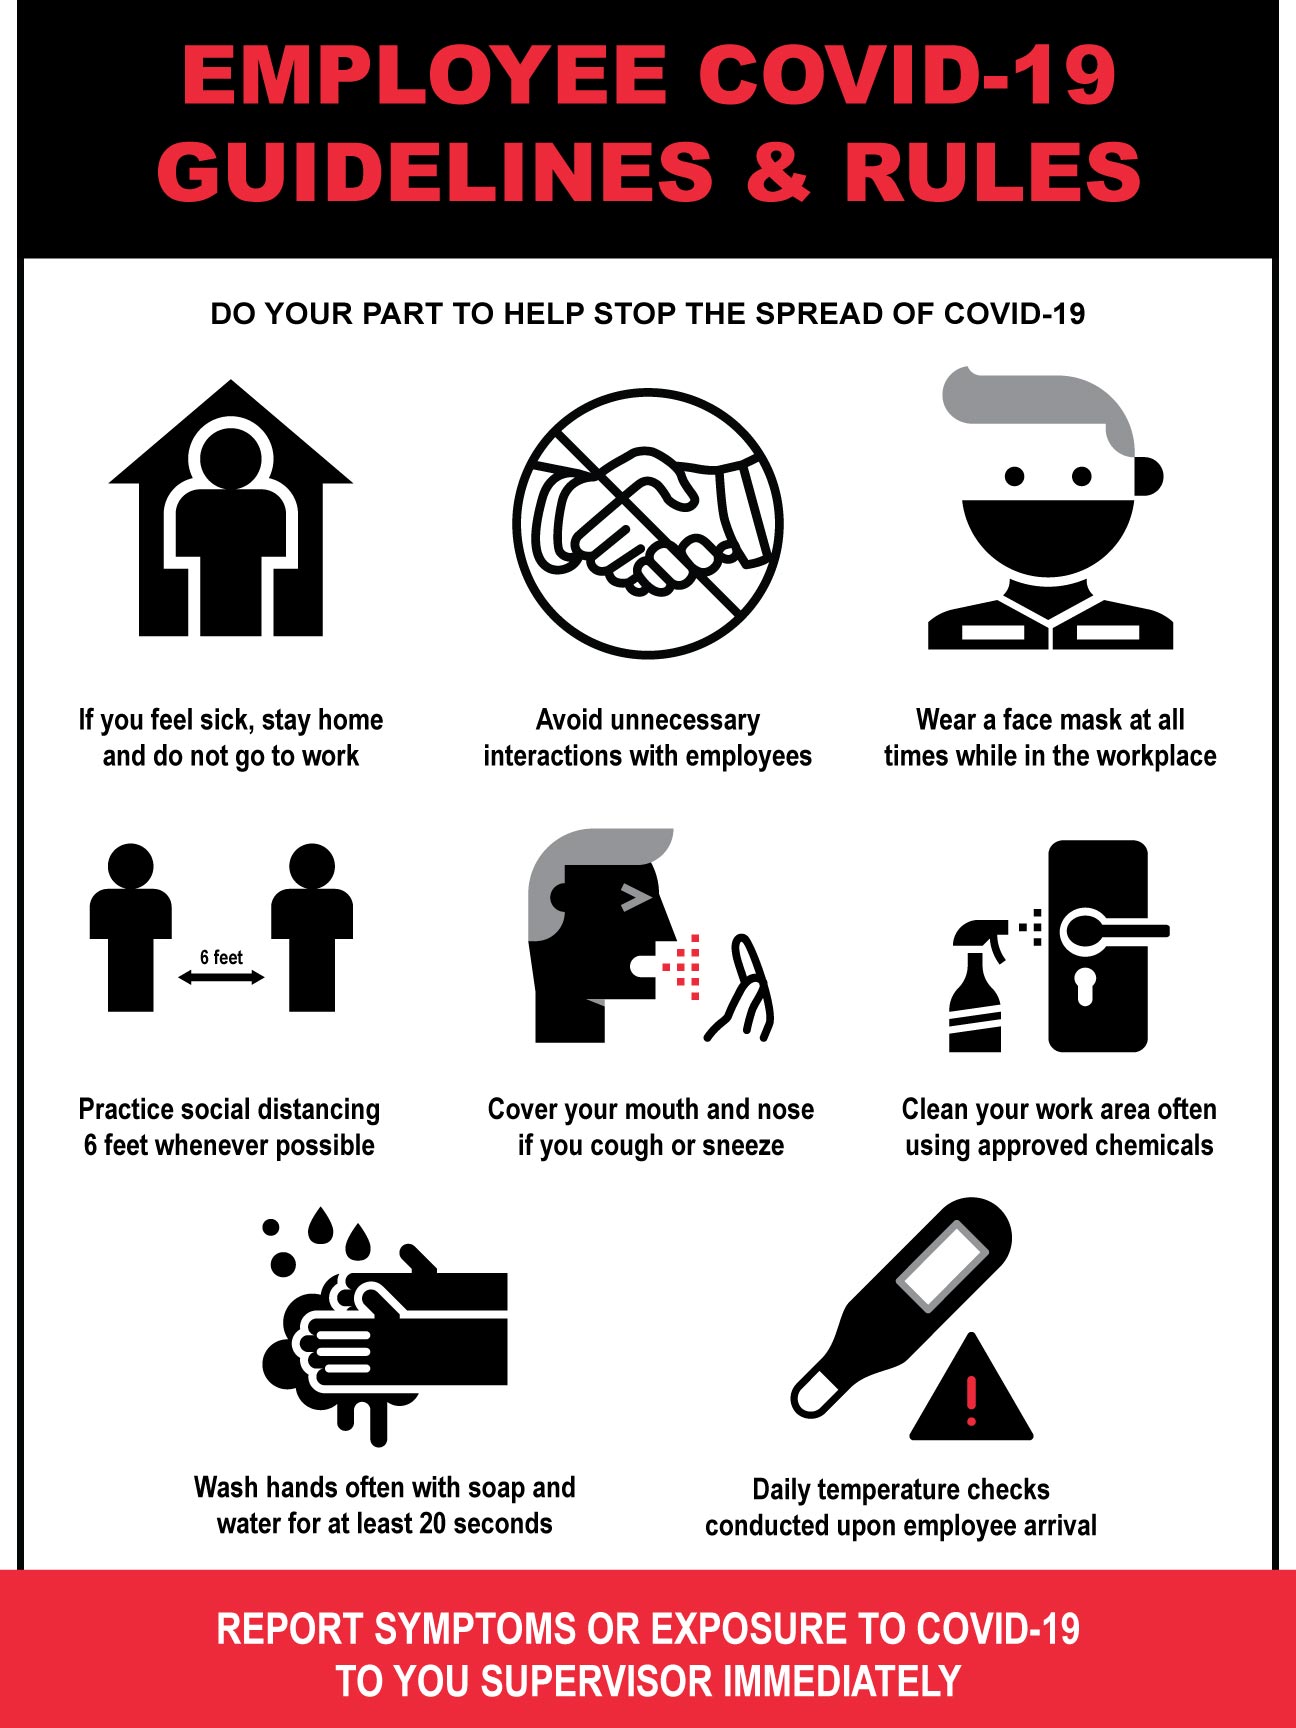 EMPLOYEE COVID-19
GUIDELINES & RULES
DO YOUR PART TO HELP STOP THE SPREAD OF COVID-19
If you feel sick, stay home
and do not go to work
Avoid unnecessary
interactions with employees
Wear a face mask at all
times while in the workplace
6 feet
Practice social distancing
6 feet whenever possible
Cover your mouth and nose
if you cough or sneeze
Clean your work area often
using approved chemicals
Wash hands often with soap and
water for at least 20 seconds
Daily temperature checks
conducted upon employee arrival
REPORT SYMPTOMS OR EXPOSURE TO COVID-19
TO YOU SUPERVISOR IMMEDIATELY